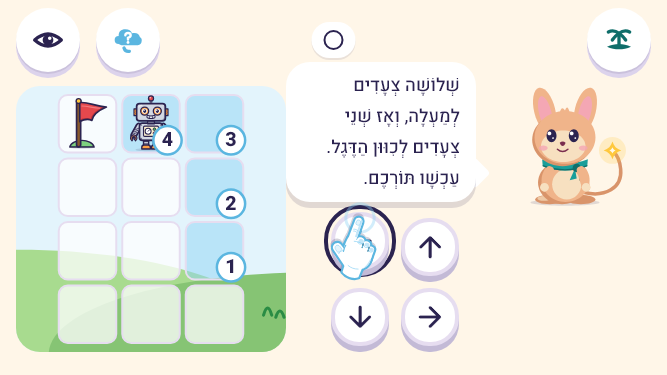 שְׁלוֹשָׁה צְעָדִים
לְמַעְלָה, וְאָז שְׁנֵי
צְעָדִים לְכִוּוּן הַדֶּגֶל.
עַכְשָׁו תּוֹרְכֶם.
4
3
2
1
?